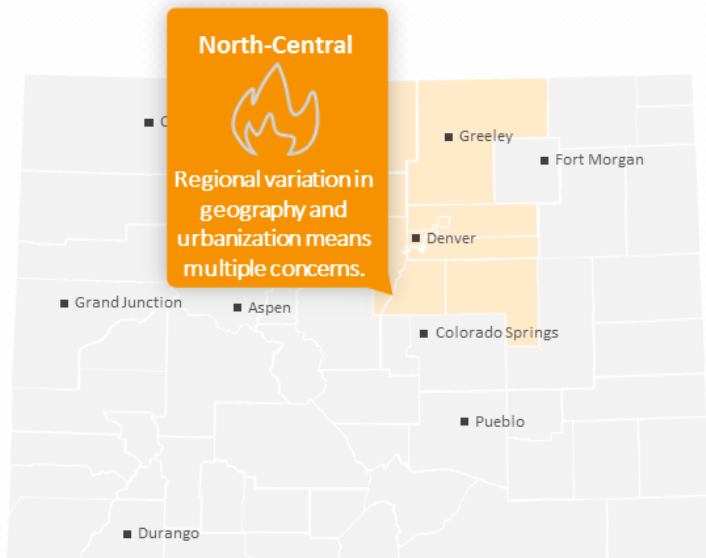 North-Central
Regional variation in
geography and
urbanization means
multiple concerns.
Greeley
Fort Morgan
Denver
Grand Junction
Aspen
Colorado Springs
Pueblo
Durango